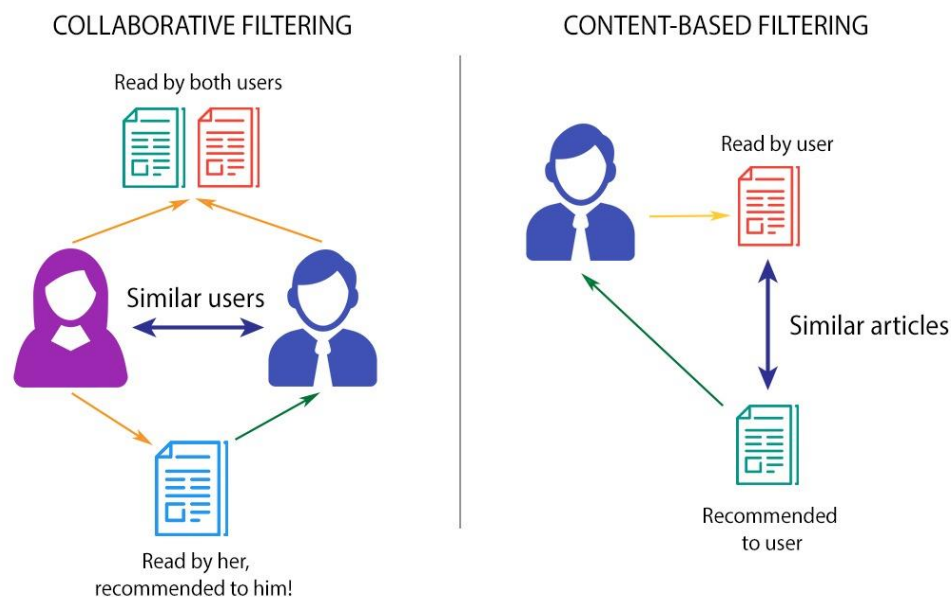 COLLABORATIVE FILTERING
Read by both users
Similar users
Read by her,
recommended to him!
CONTENT-BASED FILTERING
Read by user
Similar articles
Recommended
to user